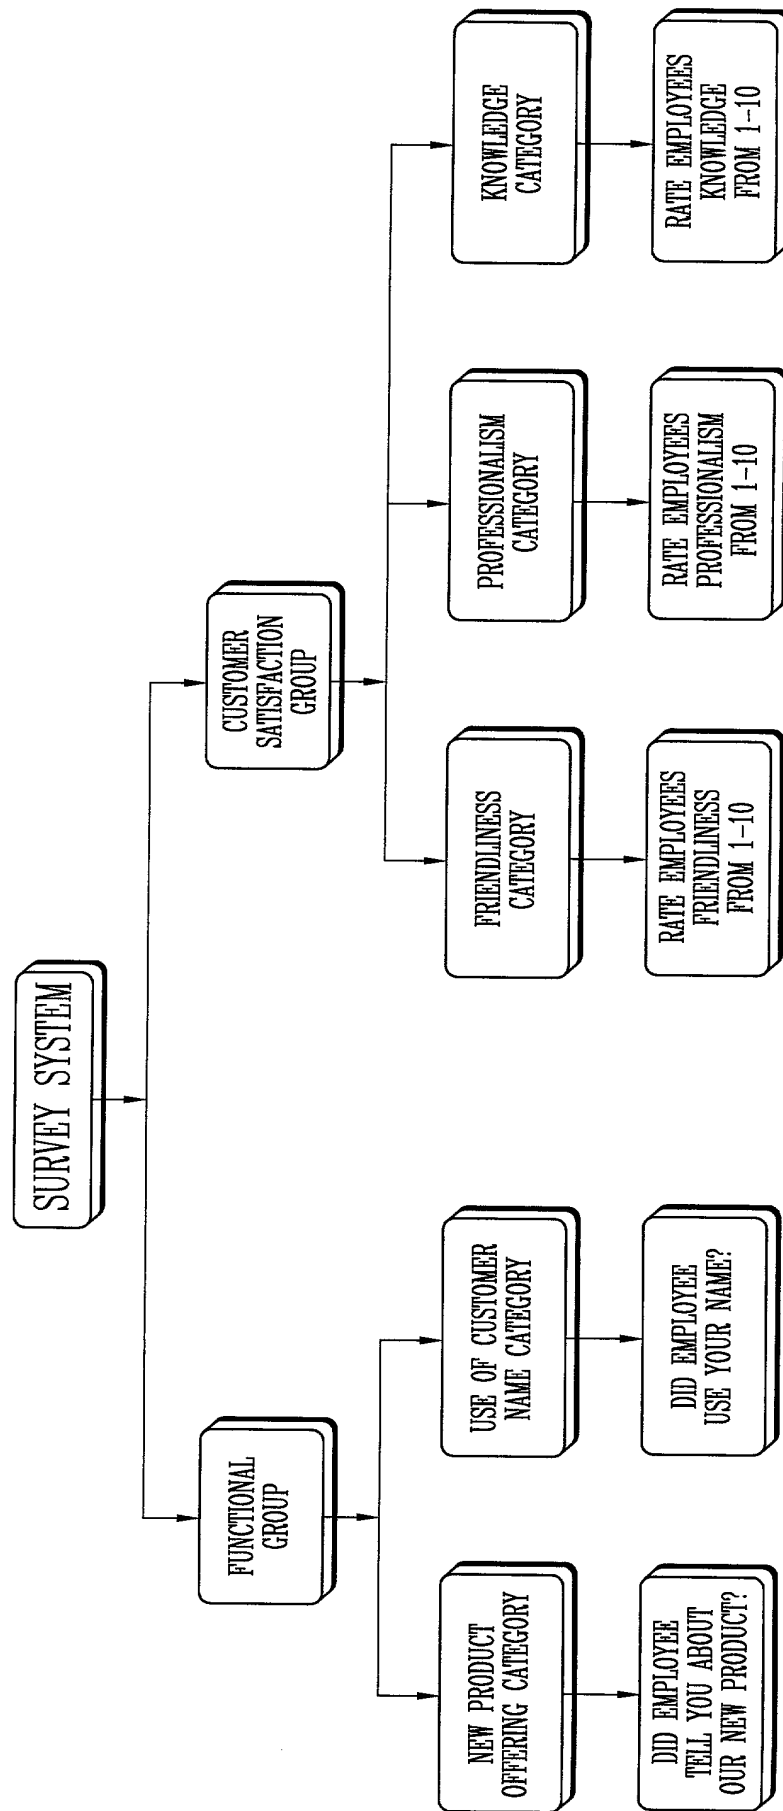 SURVEY SYSTEM
FUNCTIONAL
GROUP
CUSTOMER
SATISFACTION
GROUP
NEW PRODUCT
OFFERING CATEGORY
USE OF CUSTOMER
NAME CATEGORY
FRIENDLINESS
CATEGORY
PROFESSIONALISM
CATEGORY
KNOWLEDGE
CATEGORY
DID EMPLOYEE
TELL YOU ABOUT
OUR NEW PRODUCT?
DID EMPLOYEE
USE YOUR NAME?
RATE EMPLOYEES
FRIENDLINESS
FROM 1-10
RATE EMPLOYEES
PROFESSIONALISM
FROM 1-10
RATE EMPLOYEES
KNOWLEDGE
FROM 1-10